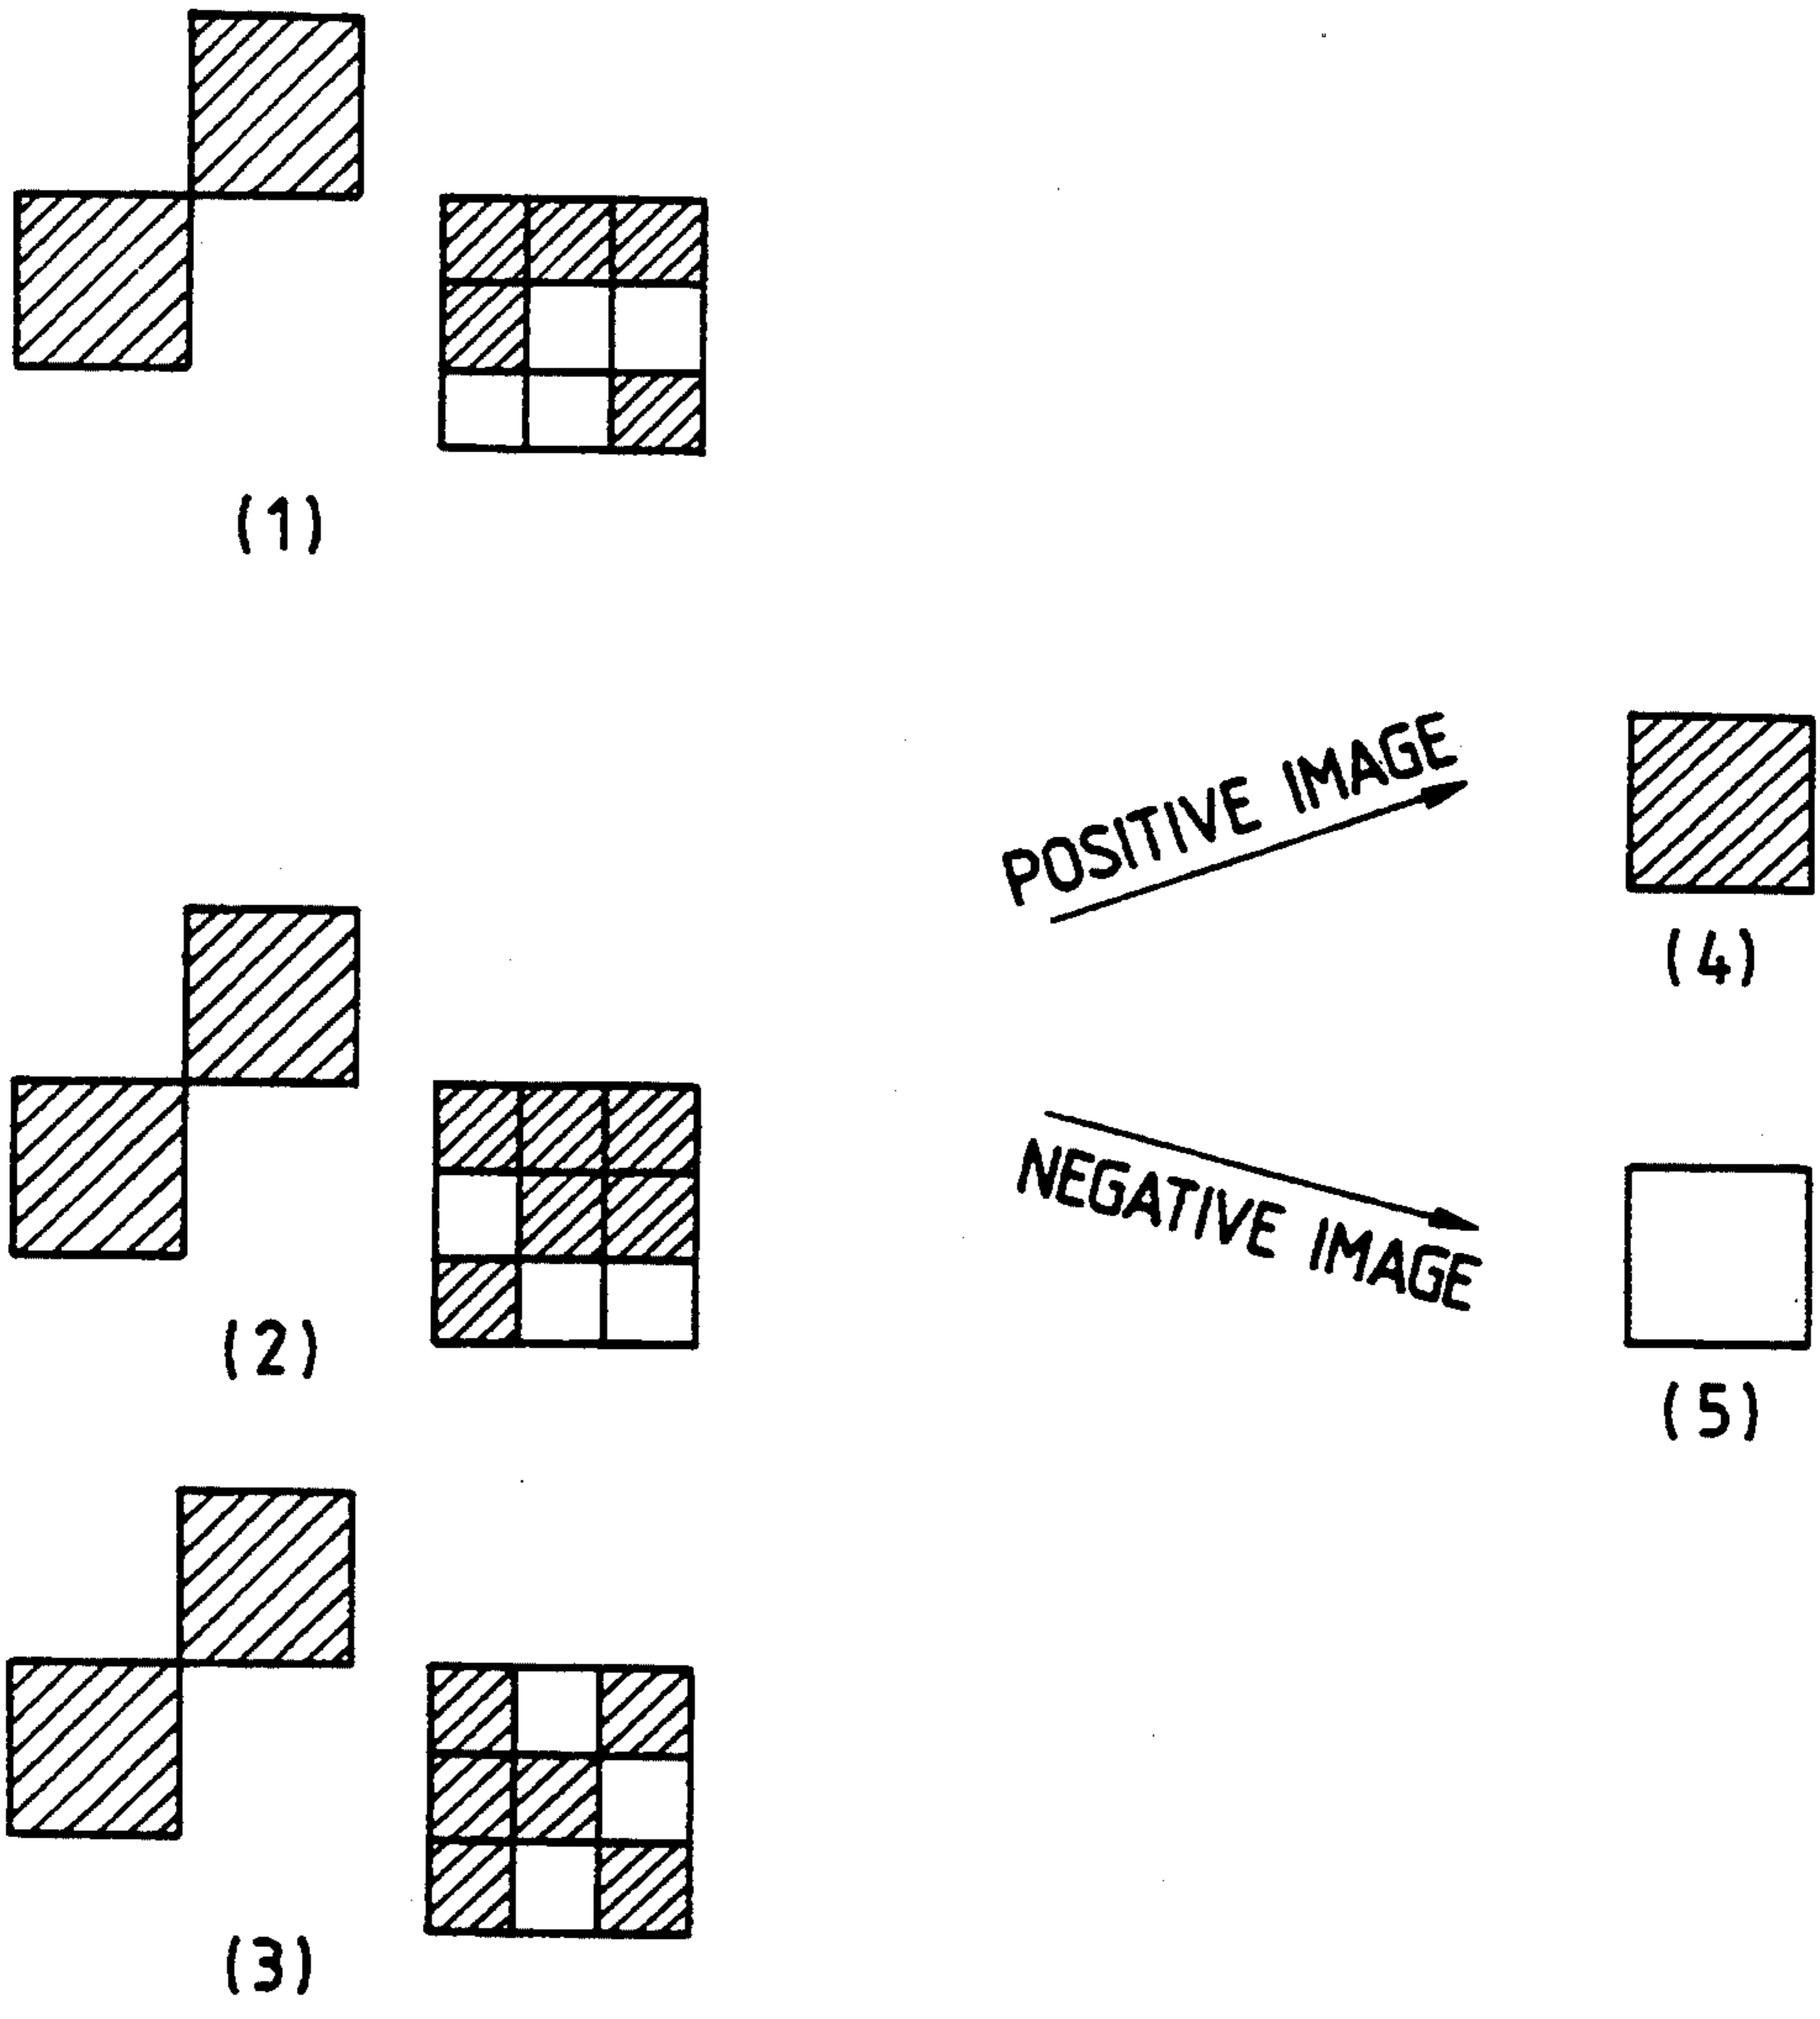 (1)
POSITIVE IMAGE
(4)
(2)
NEGATIVE IMAGE
(5)
(3)